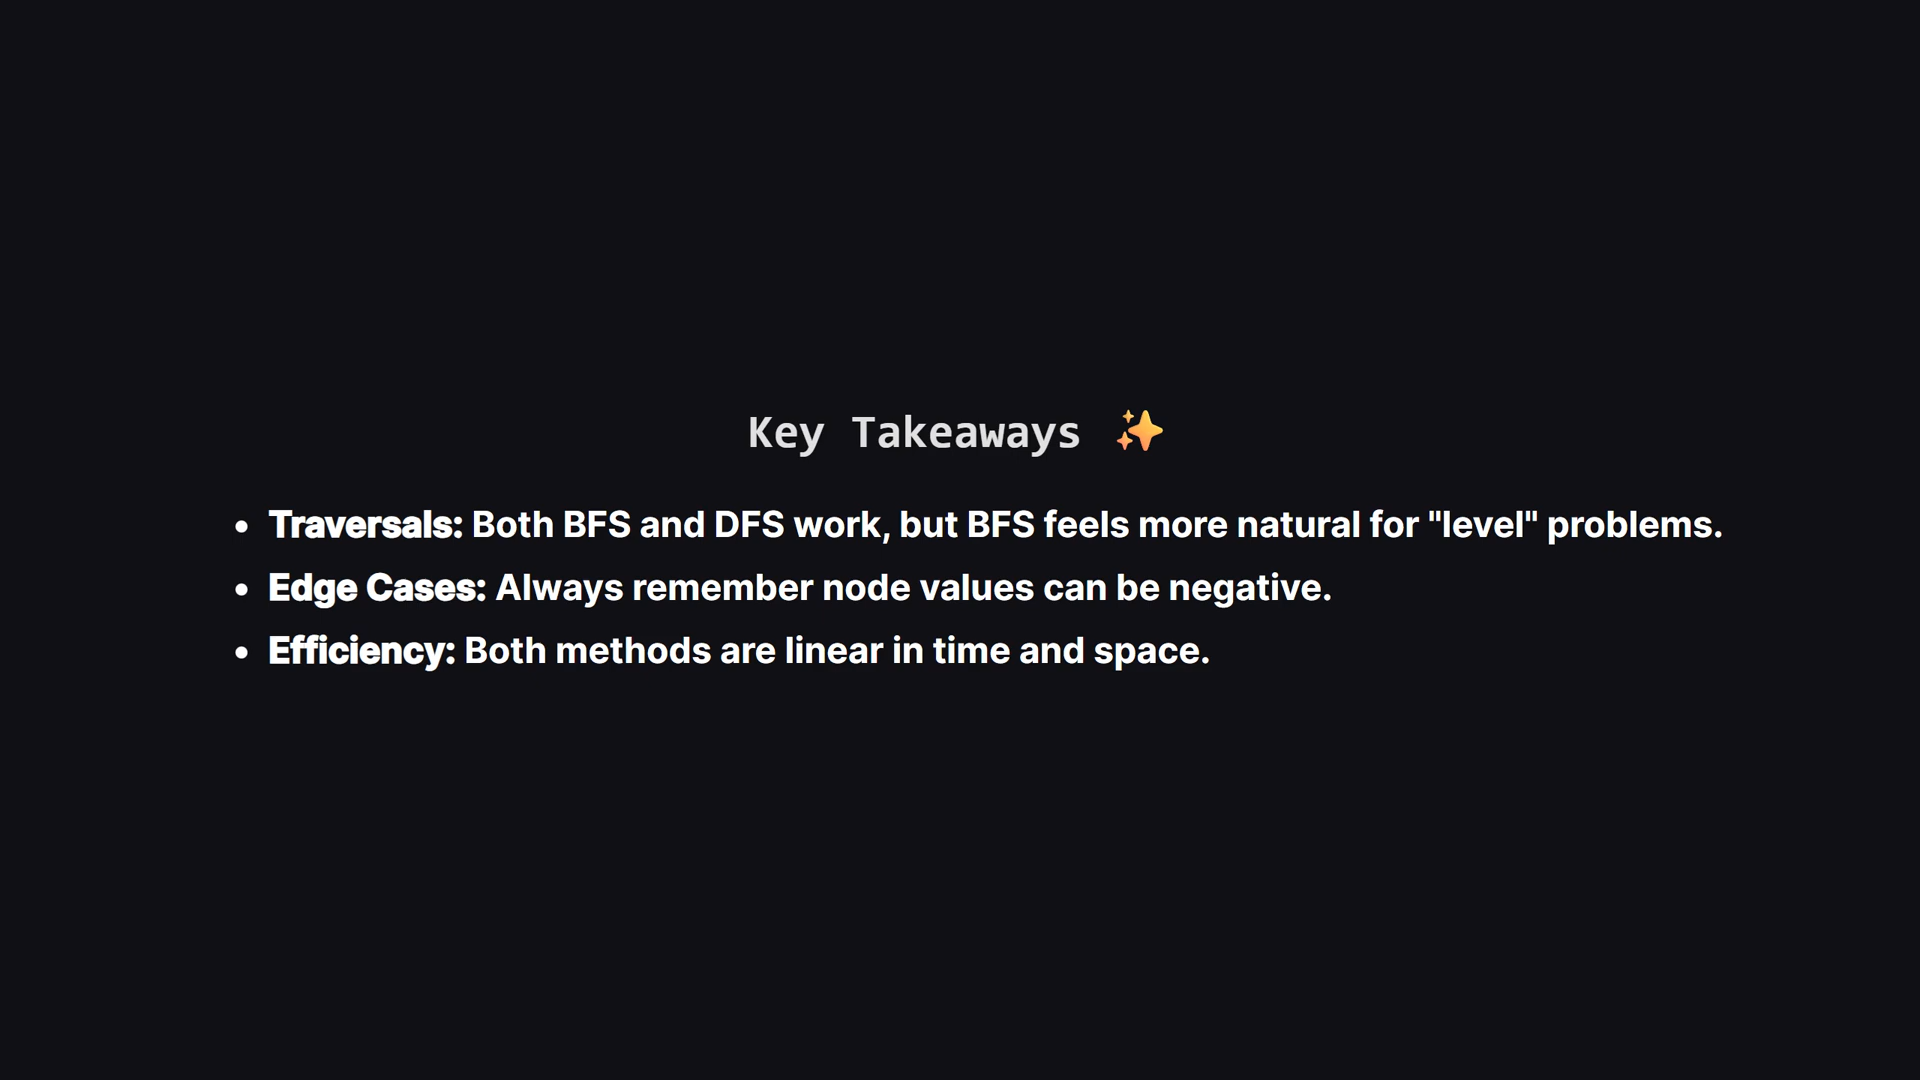 Key Takeaways ✨
• Traversals: Both BFS and DFS work, but BFS feels more natural for "level" problems.
• Edge Cases: Always remember node values can be negative.
• Efficiency: Both methods are linear in time and space.